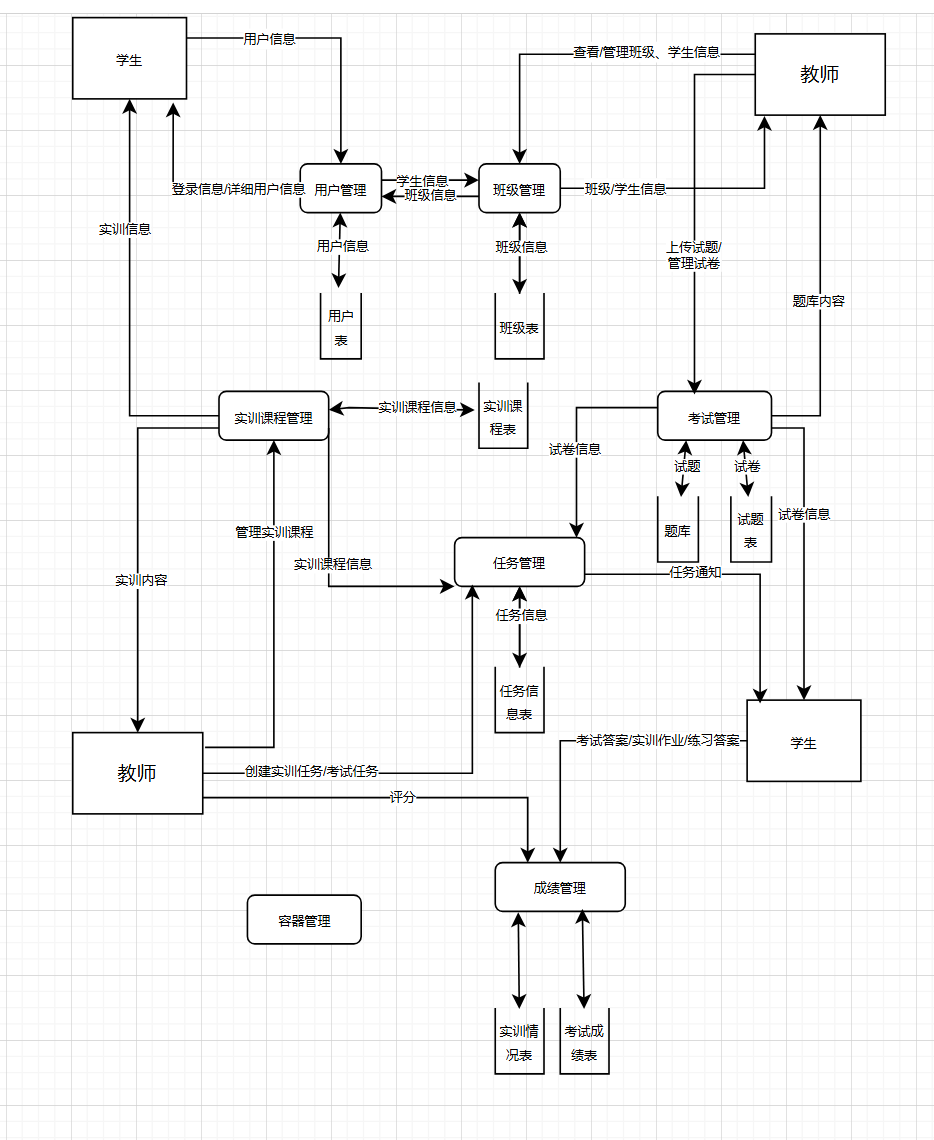 学生
用户信息
查看/管理班级、学生信息
教师
登录信息/详细用户信息
用户管理
学生信息
班级信息
班级管理
班级/学生信息
实训信息
用户信息
班级信息
上传试题/
管理试卷
题库内容
用户
表
班级表
实训课程管理
实训课程信息
实训课
程表
考试管理
试卷信息
试题
试卷
题库
试题
表
试卷信息
管理实训课程
实训课程信息
任务管理
任务通知
实训内容
任务信息
任务信
息表
教师
创建实训任务/考试任务
评分
考试答案/实训作业/练习答案
学生
成绩管理
容器管理
实训情
况表
考试成
绩表